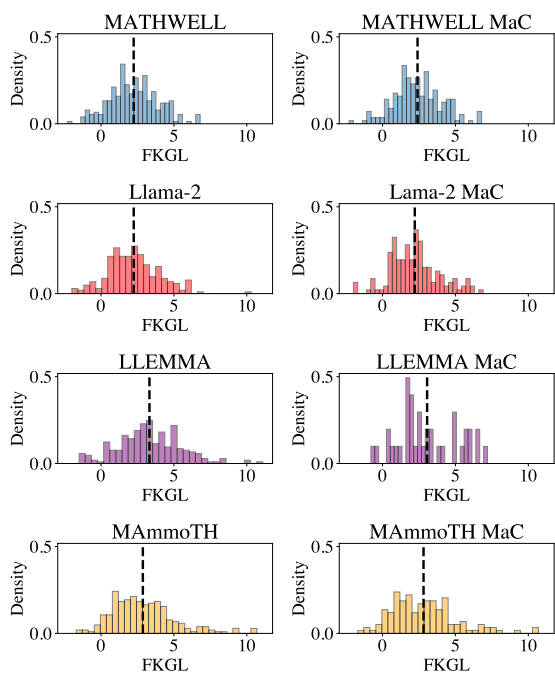 MATHWELL
0.5
Density
0.0
0 5 10
FKGL
MATHWELL MaC
0.5
Density
0.0
0 5 10
FKGL
Llama-2
0.5
Density
0.0
0 5 10
FKGL
Lama-2 MaC
0.5
Density
0.0
0 5 10
FKGL
LLEMMA
0.5
Density
0.0
0 5 10
FKGL
LLEMMA MaC
0.5
Density
0.0
0 5 10
FKGL
MAmmoTH
0.5
Density
0.0
0 5 10
FKGL
MAmmoTH MaC
0.5
Density
0.0
0 5 10
FKGL